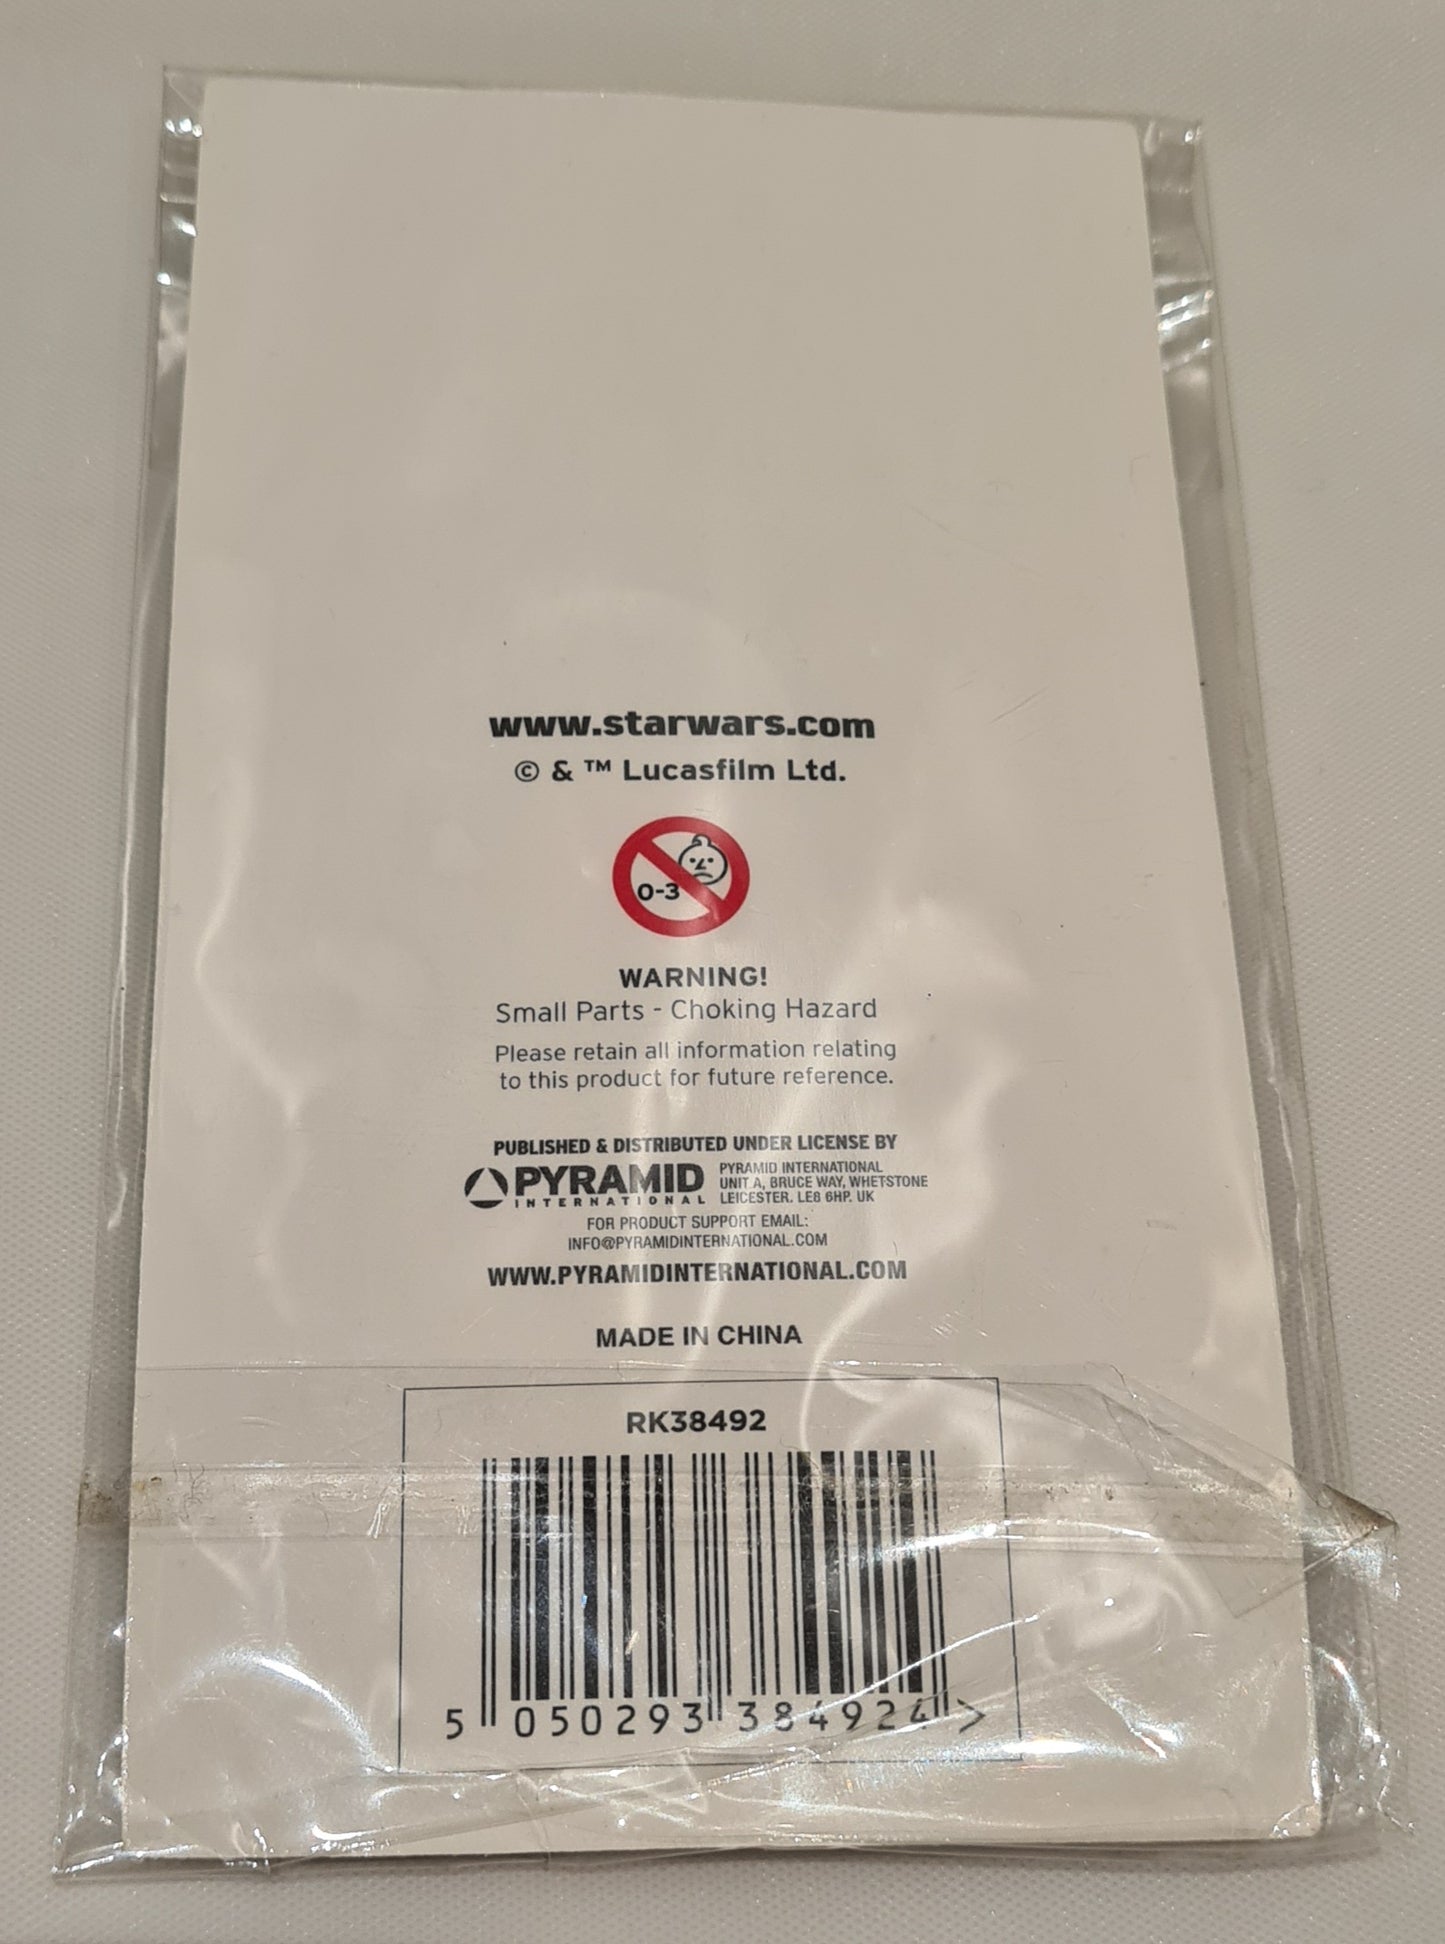 www.starwars.com
© & ™ Lucasfilm Ltd.
0-3
WARNING!
Small Parts - Choking Hazard
Please retain all information relating
to this product for future reference.
PUBLISHED & DISTRIBUTED UNDER LICENSE BY
PYRAMID
INTERNATIONAL
PYRAMID INTERNATIONAL
UNIT A, BRUCE WAY, WHETSTONE
LEICESTER. LE8 6HP. UK
FOR PRODUCT SUPPORT EMAIL:
INFO@PYRAMIDINTERNATIONAL.COM
WWW.PYRAMIDINTERNATIONAL.COM
MADE IN CHINA
RK38492
5 050293 384924 >